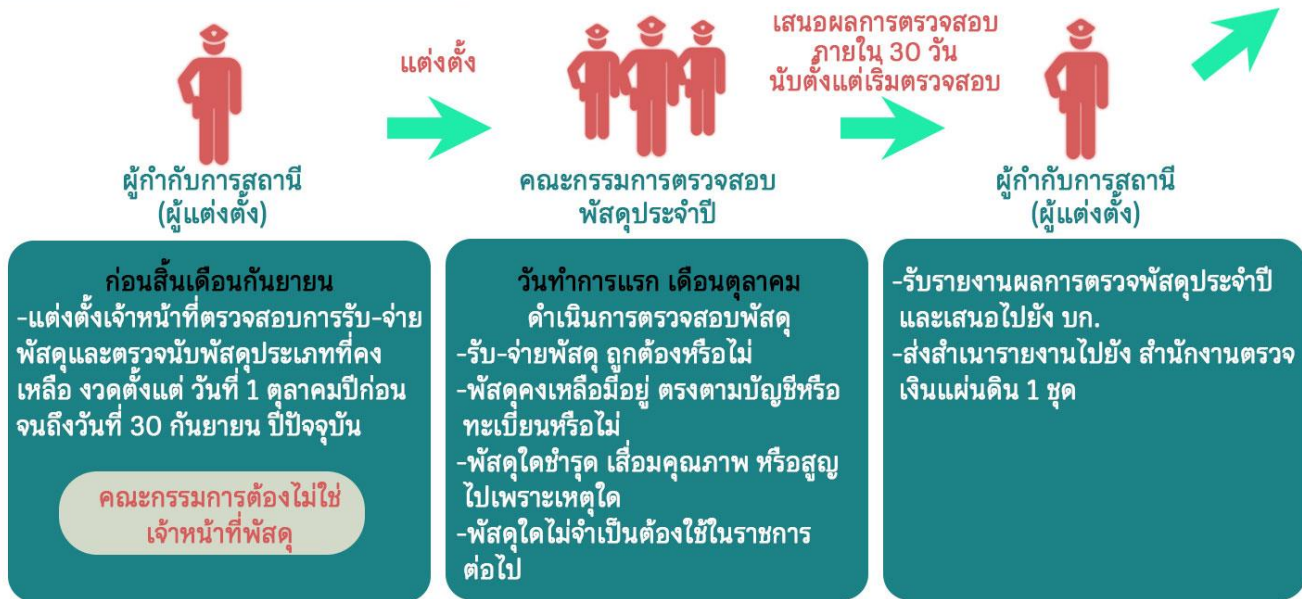 แต่งตั้ง
เสนอผลการตรวจสอบ
ภายใน 30 วัน
นับตั้งแต่เริ่มตรวจสอบ
ผู้กำกับการสถานี
(ผู้แต่งตั้ง)
คณะกรรมการตรวจสอบ
พัสดุประจำปี
ผู้กำกับการสถานี
(ผู้แต่งตั้ง)
ก่อนสิ้นเดือนกันยายน
-แต่งตั้งเจ้าหน้าที่ตรวจสอบการรับ-จ่าย
พัสดุและตรวจนับพัสดุประเภทที่คง
เหลือ งวดตั้งแต่ วันที่ 1 ตุลาคมปีก่อน
จนถึงวันที่ 30 กันยายน ปีปัจจุบัน
คณะกรรมการต้องไม่ใช่
เจ้าหน้าที่พัสดุ
วันทำการแรก เดือนตุลาคม
ดำเนินการตรวจสอบพัสดุ
-รับ-จ่ายพัสดุ ถูกต้องหรือไม่
-พัสดุคงเหลือมีอยู่ ตรงตามบัญชีหรือ
ทะเบียนหรือไม่
-พัสดุใดชำรุด เสื่อมคุณภาพ หรือสูญ
ไปเพราะเหตุใด
-พัสดุใดไม่จำเป็นต้องใช้ในราชการ
ต่อไป
-รับรายงานผลการตรวจพัสดุประจำปี
และเสนอไปยัง บก.
-ส่งสำเนารายงานไปยัง สำนักงานตรวจ
เงินแผ่นดิน 1 ชุด